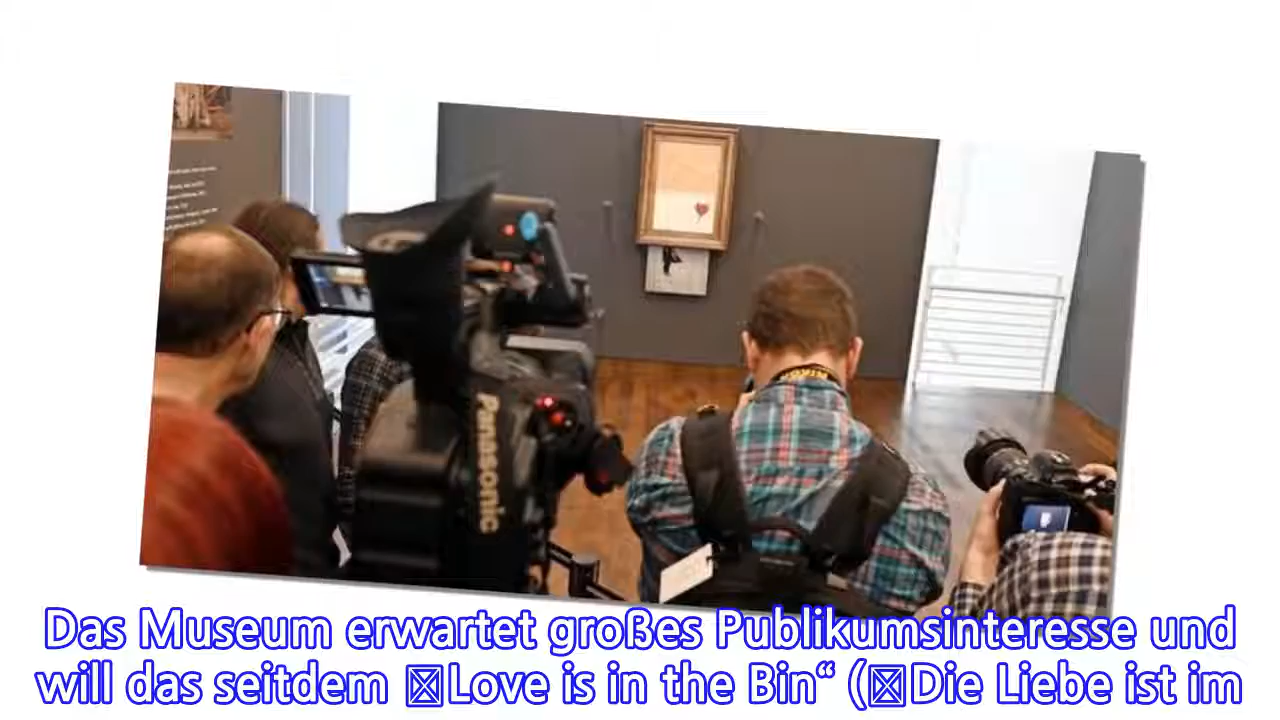 Panasonic
NIKON
Das Museum erwartet großes Publikumsinteresse und
will das seitdem Love is in the Bin“ (Die Liebe ist im